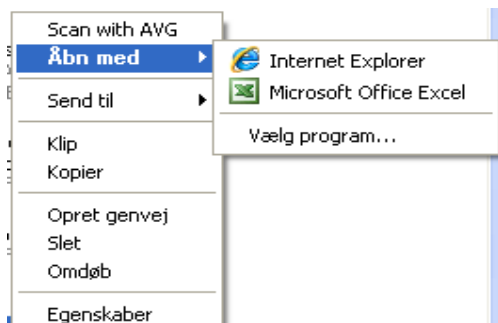 Scan with AVG
Åbn med
Send til
Klip
Kopier
Opret genvej
Slet
Omdøb
Egenskaber
Internet Explorer
Microsoft Office Excel
Vælg program...